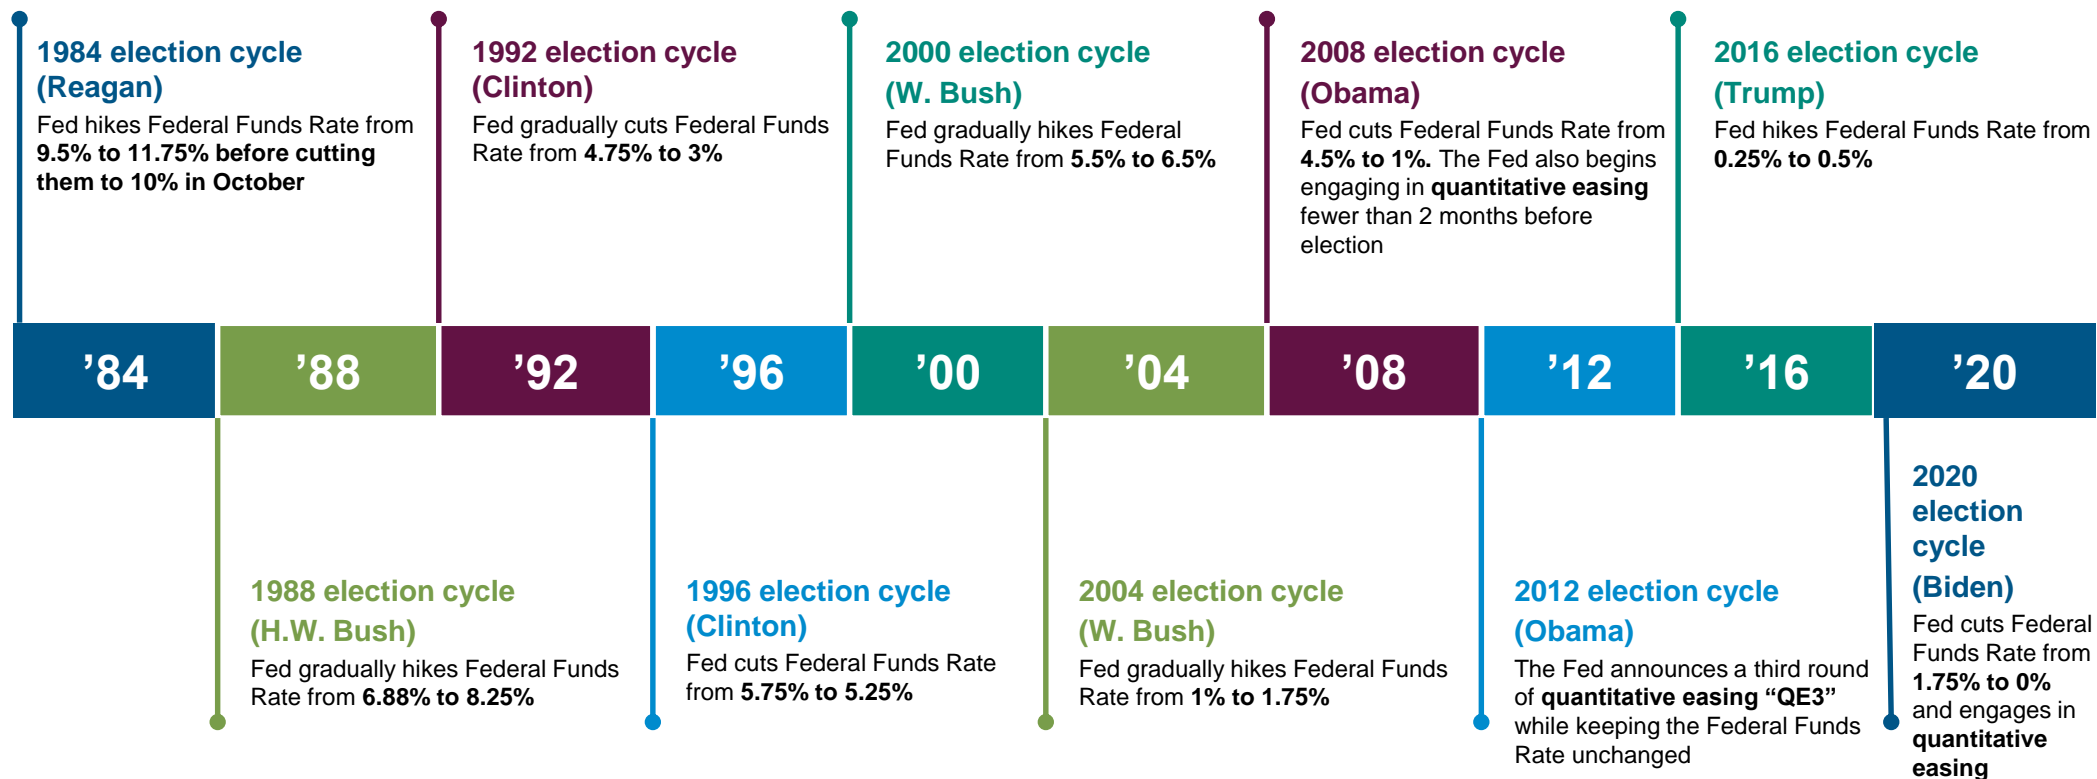 1984 election cycle
(Reagan)
Fed hikes Federal Funds Rate from
9.5% to 11.75% before cutting
them to 10% in October
1992 election cycle
(Clinton)
Fed gradually cuts Federal Funds
Rate from 4.75% to 3%
2000 election cycle
(W. Bush)
Fed gradually hikes Federal
Funds Rate from 5.5% to 6.5%
2008 election cycle
(Obama)
Fed cuts Federal Funds Rate from
4.5% to 1%. The Fed also begins
engaging in quantitative easing
fewer than 2 months before
election
2016 election cycle
(Trump)
Fed hikes Federal Funds Rate from
0.25% to 0.5%
’84
’88
’92
’96
’00
’04
’08
’12
’16
’20
1988 election cycle
(H.W. Bush)
Fed gradually hikes Federal Funds
Rate from 6.88% to 8.25%
1996 election cycle
(Clinton)
Fed cuts Federal Funds Rate
from 5.75% to 5.25%
2004 election cycle
(W. Bush)
Fed gradually hikes Federal Funds
Rate from 1% to 1.75%
2012 election cycle
(Obama)
The Fed announces a third round
of quantitative easing “QE3”
while keeping the Federal Funds
Rate unchanged
2020
election
cycle
(Biden)
Fed cuts Federal
Funds Rate from
1.75% to 0%
and engages in
quantitative
easing